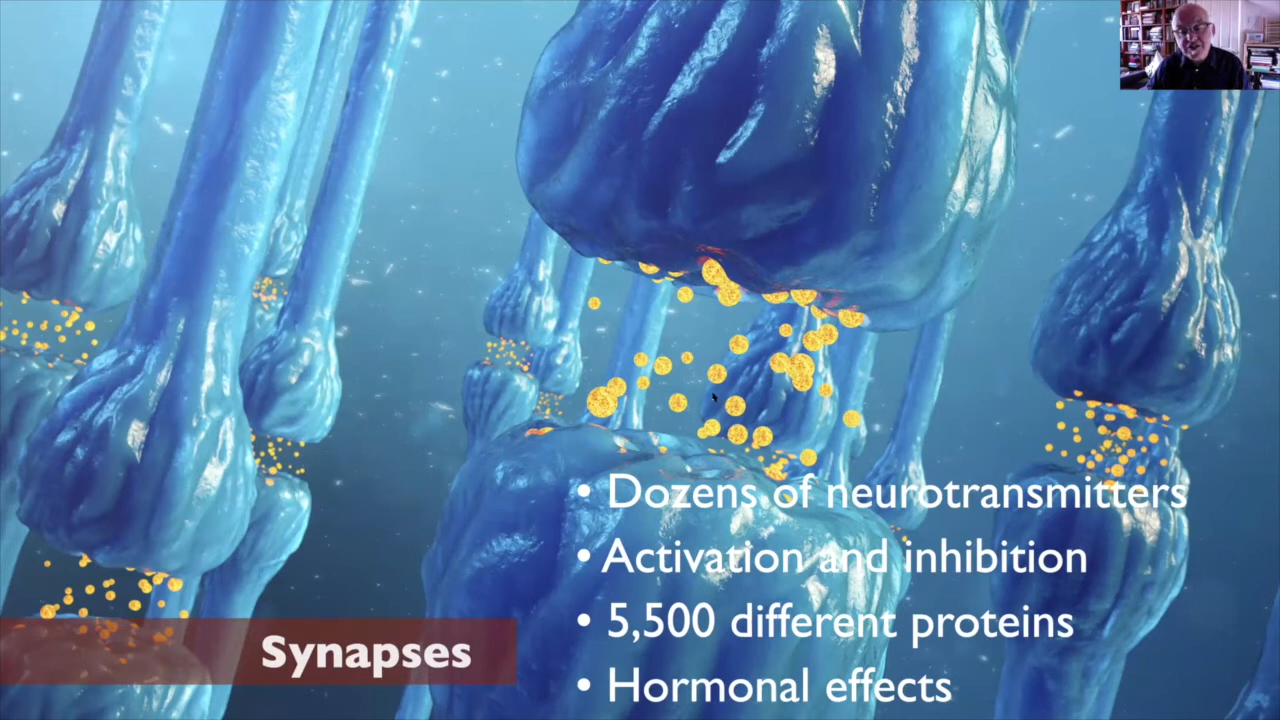 • Dozens of neurotransmitters
• Activation and inhibition
• 5,500 different proteins
Synapses
• Hormonal effects